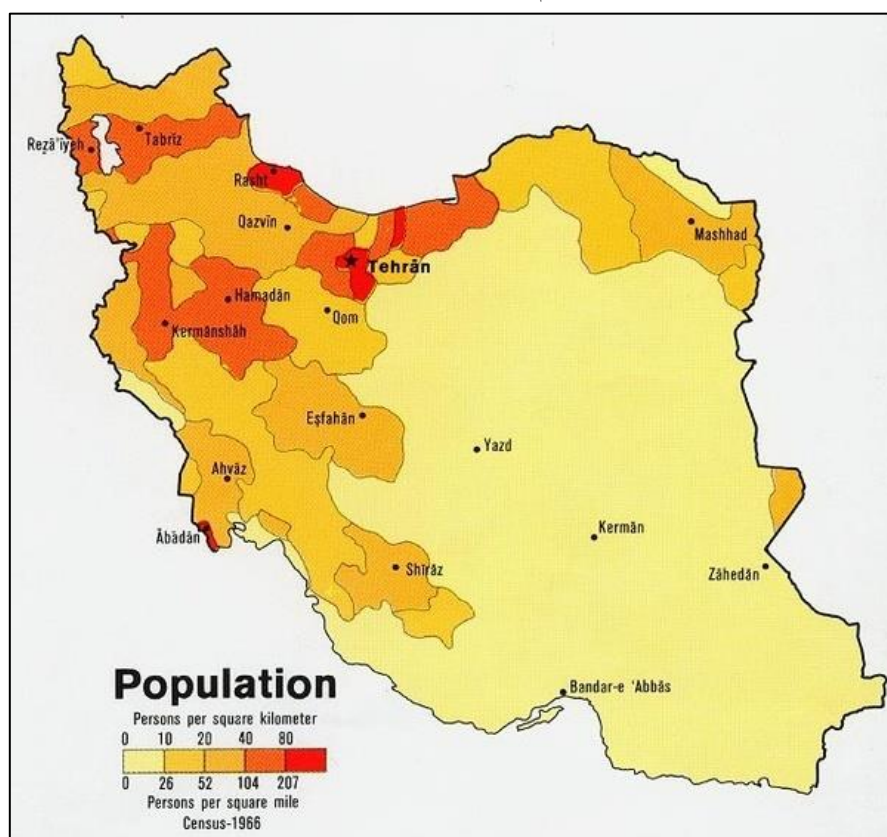 Tabrīz
Reẓā'īyeh
Rasht
Qazvīn
Mashhad
Tehrān
Hamadān
Qom
Kermānshāh
Eşfahān
Yazd
Ahvāz
Ābādān
Kermān
Shīrāz
Zāhedān
Bandar-e 'Abbās
Population
Persons per square kilometer
0 10 20 40 80
0 26 52 104 207
Persons per square mile
Census-1966